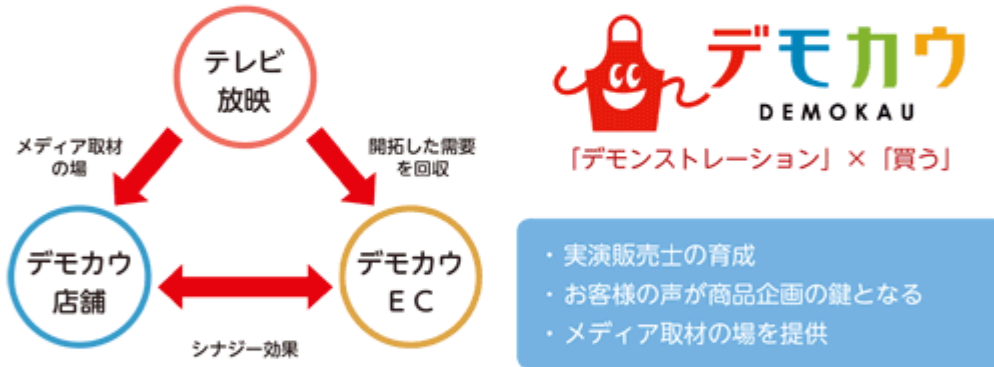 テレビ
放映
メディア取材
の場
開拓した需要
を回収
デモカウ
店舗
デモカウ
EC
シナジー効果
デモカウ
DEMOKAU
「デモンストレーション」×「買う」
・実演販売士の育成
・お客様の声が商品企画の鍵となる
・メディア取材の場を提供